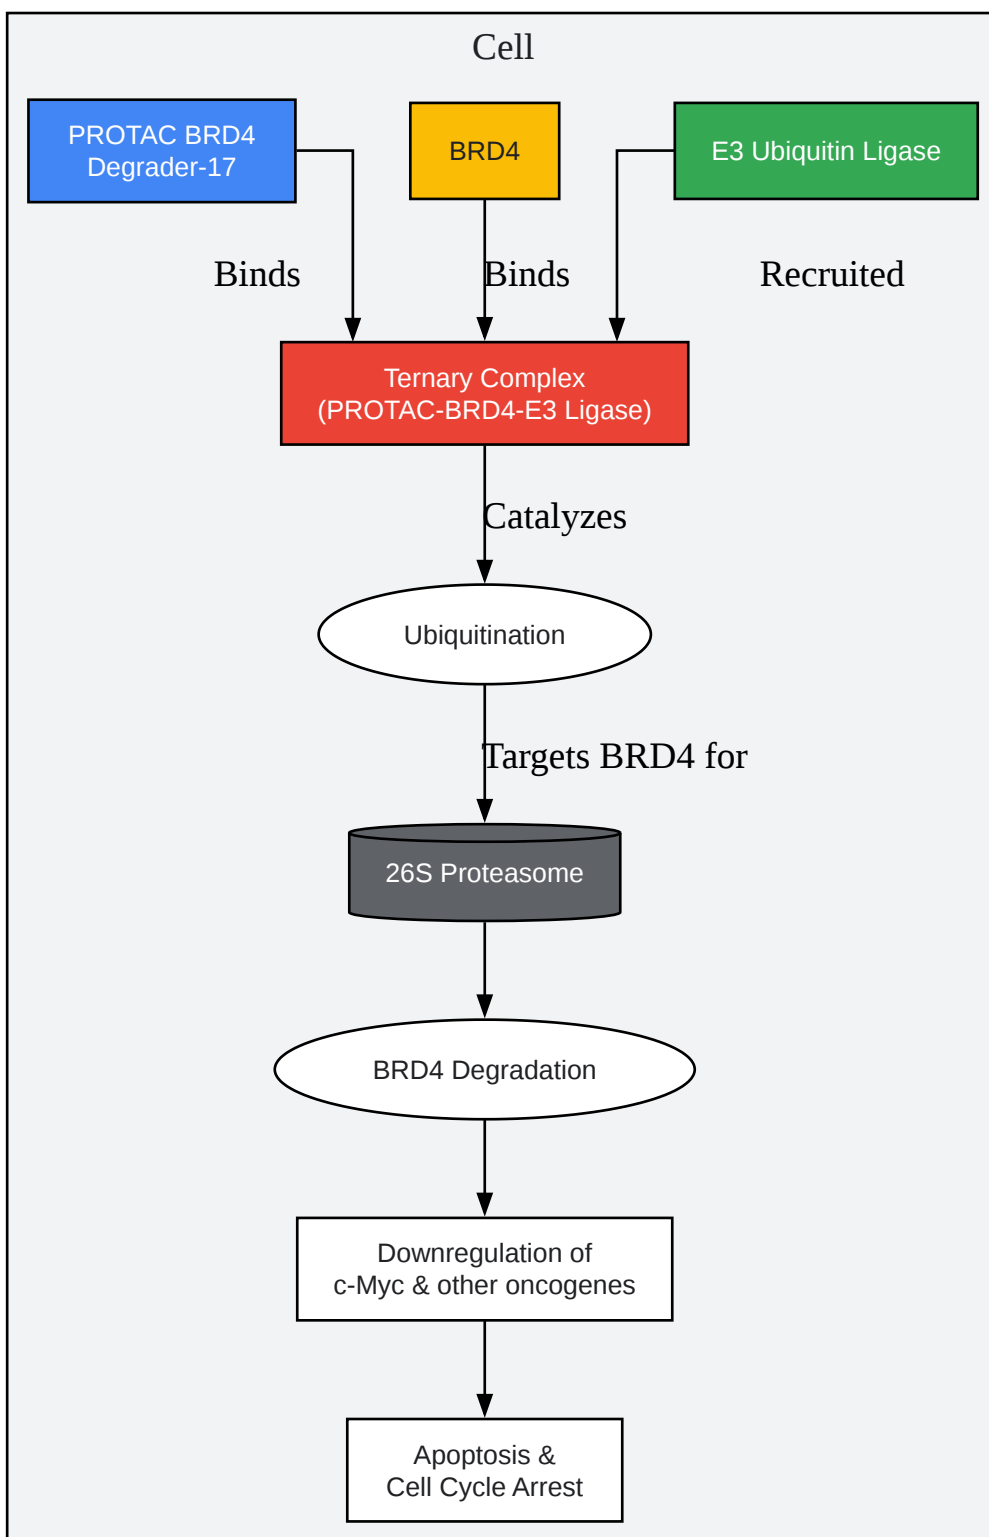 Cell
PROTAC BRD4
Degrader-17
BRD4
E3 Ubiquitin Ligase
Binds
Binds
Recruited
Ternary Complex
(PROTAC-BRD4-E3 Ligase)
Catalyzes
Ubiquitination
Targets BRD4 for
26S Proteasome
BRD4 Degradation
Downregulation of
c-Myc & other oncogenes
Apoptosis &
Cell Cycle Arrest